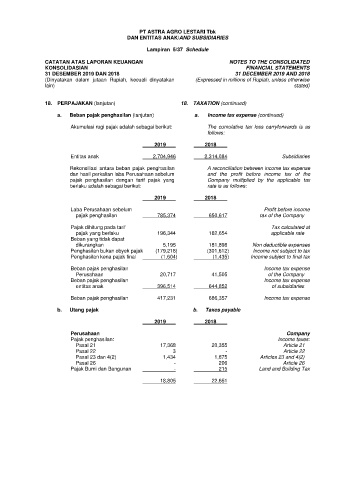 PT ASTRA AGRO LESTARI Tbk
DAN ENTITAS ANAK/AND SUBSIDIARIES
Lampiran 5/37 Schedule
CATATAN ATAS LAPORAN KEUANGAN KONSOLIDASIAN
31 DESEMBER 2019 DAN 2018
(Dinyatakan dalam jutaan Rupiah, kecuali dinyatakan lain)
NOTES TO THE CONSOLIDATED FINANCIAL STATEMENTS
31 DECEMBER 2019 AND 2018
(Expressed in millions of Rupiah, unless otherwise stated)
18. PERPAJAKAN (lanjutan) 18. TAXATION (continued)
a. Beban pajak penghasilan (lanjutan) a. Income tax expense (continued)
Akumulasi rugi pajak adalah sebagai berikut:
The cumulative tax loss carryforwards is as follows:
2019 2018
Entitas anak 2,704,946 2,314,084 Subsidiaries
Rekonsiliasi antara beban pajak penghasilan dan hasil perkalian laba Perusahaan sebelum pajak penghasilan dengan tarif pajak yang berlaku adalah sebagai berikut:
A reconciliation between income tax expense and the profit before income tax of the Company multiplied by the applicable tax rate is as follows:
2019 2018
Laba Perusahaan sebelum Profit before income
pajak penghasilan 785,374 650,617 tax of the Company
Pajak dihitung pada tarif Tax calculated at
pajak yang berlaku 196,344 162,654 applicable rate
Beban yang tidak dapat
dikurangkan 5,195 181,898 Non deductible expenses
Penghasilan bukan obyek pajak (179,218) (301,612) Income not subject to tax
Penghasilan kena pajak final (1,604) (1,435) Income subject to final tax
Beban pajak penghasilan Income tax expense
Perusahaan 20,717 41,505 of the Company
Beban pajak penghasilan Income tax expense
entitas anak 396,514 644,852 of subsidiaries
Beban pajak penghasilan 417,231 686,357 Income tax expense
b. Utang pajak b. Taxes payable
2019 2018
Perusahaan Company
Pajak penghasilan: Income taxes:
Pasal 21 17,368 20,355 Article 21
Pasal 22 3 - Article 22
Pasal 23 dan 4(2) 1,434 1,875 Articles 23 and 4(2)
Pasal 26 - 206 Article 26
Pajak Bumi dan Bangunan - 215 Land and Building Tax
18,805 22,651